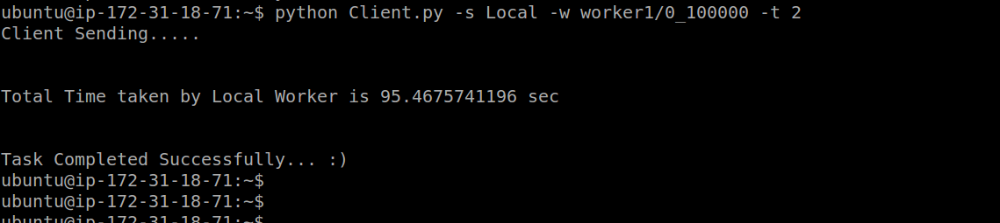 ubuntu@ip-172-31-18-71:~$ python Client.py -s Local -w worker1/0_100000 -t 2
Client Sending.....
Total Time taken by Local Worker is 95.4675741196 sec
Task Completed Successfully... :)
ubuntu@ip-172-31-18-71:~$
ubuntu@ip-172-31-18-71:~$
ubuntu@ip-172-31-18-71:~$